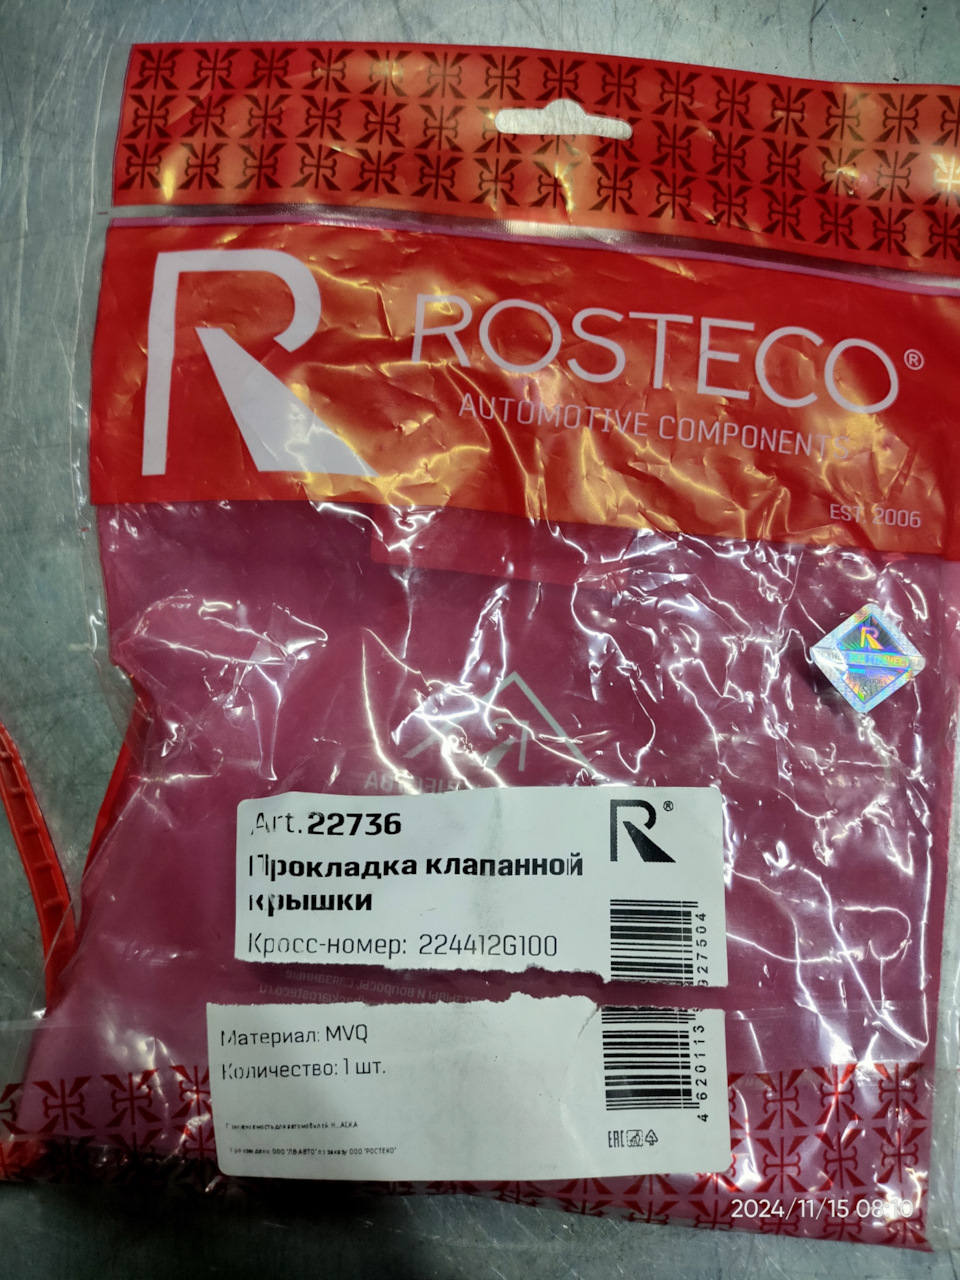 ROSTECO®
AUTOMOTIVE COMPONENTS
EST. 2006
Art. 22736
Прокладка клапанной
крышки
Кросс-номер: 224412G100
Материал: MVQ
Количество: 1 шт.
EAC
2024/11/15 08:10